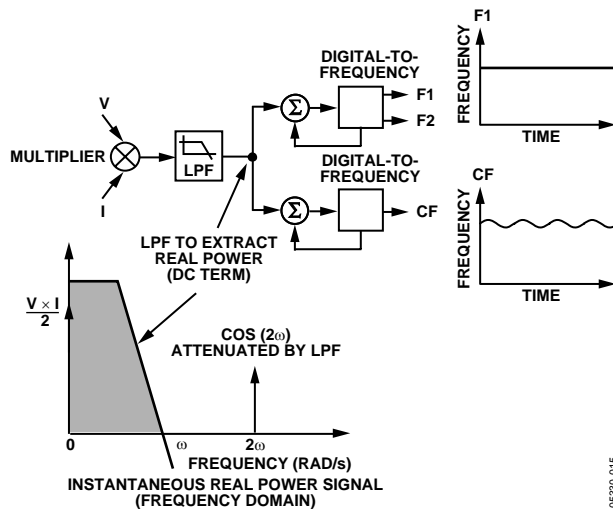 DIGITAL-TO-
FREQUENCY
F1
F2
Σ
V
MULTIPLIER
I
LPF
DIGITAL-TO-
FREQUENCY
Σ
CF
F1
FREQUENCY
TIME
CF
FREQUENCY
TIME
LPF TO EXTRACT
REAL POWER
(DC TERM)
V × I
2
COS (2ω)
ATTENUATED BY LPF
0
ω
2ω
FREQUENCY (RAD/s)
INSTANTANEOUS REAL POWER SIGNAL
(FREQUENCY DOMAIN)
05330-015